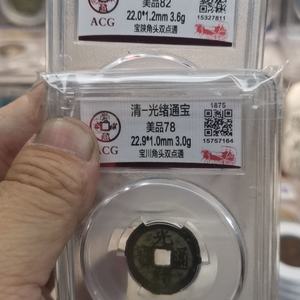 美品82
ACG
22.0*1.2mm 3.6g
宝陕角头双点通
15327811
清-光绪通宝
1875
美品78
ACG
22.9*1.0mm 3.0g
15757164
宝川角头双点通
光
通